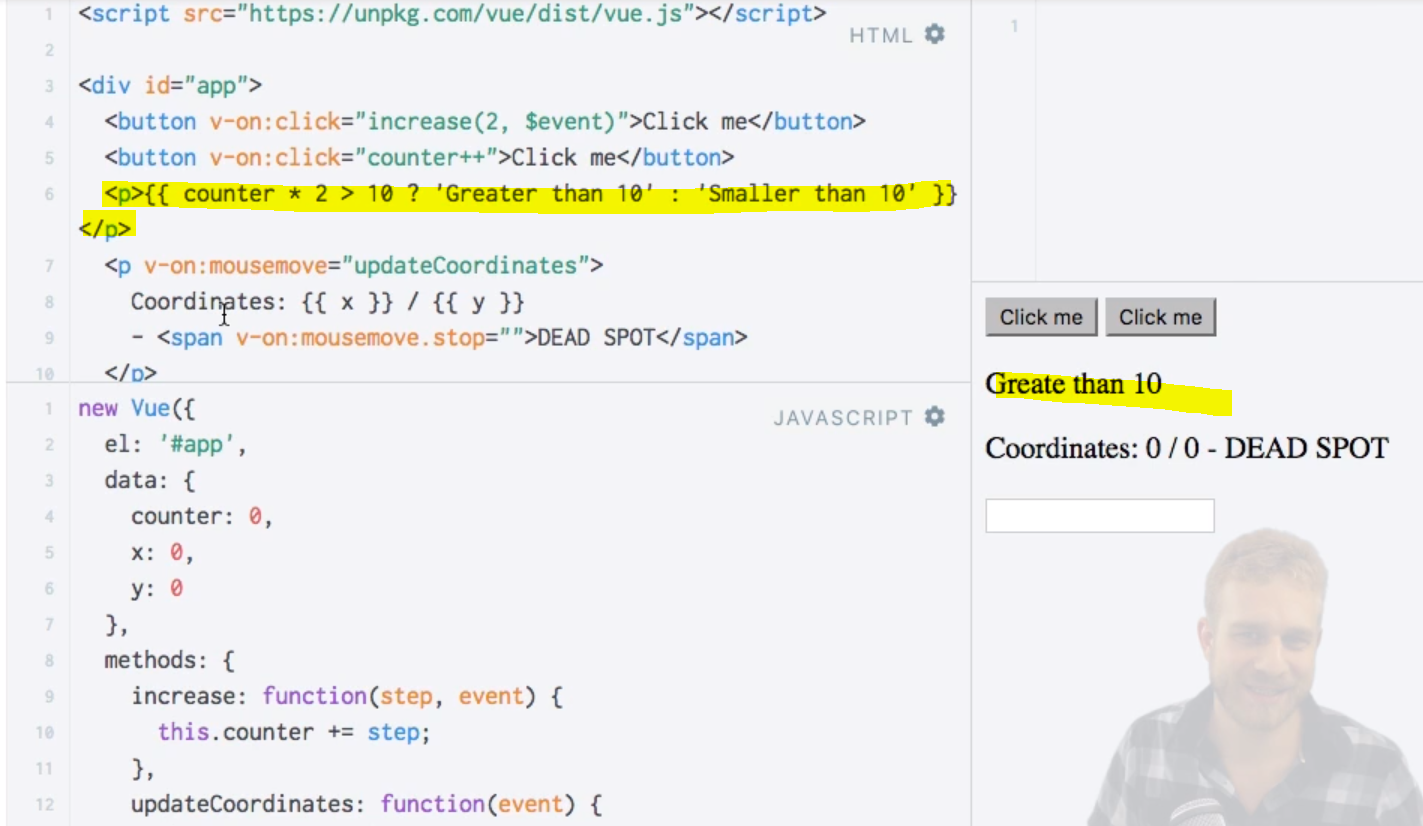 1 <script src="https://unpkg.com/vue/dist/vue.js"></script>
HTML
2
3 <div id="app">
4 <button v-on:click="increase(2, $event)">Click me</button>
5 <button v-on:click="counter++">Click me</button>
6 <p>{{ counter * 2 > 10 ? 'Greater than 10' : 'Smaller than 10' }}
</p>
7 <p v-on:mousemove="updateCoordinates">
8 Coordinates: {{ x }} / {{ y }}
9 - <span v-on:mousemove.stop="">DEAD SPOT</span>
10 </p>
1 new Vue({
JAVASCRIPT
2 el: '#app',
3 data: {
4 counter: 0,
5 x: 0,
6 y: 0
7 },
8 methods: {
9 increase: function(step, event) {
10 this.counter += step;
11 },
12 updateCoordinates: function(event) {
1
Click me Click me
Greate than 10
Coordinates: 0 / 0 - DEAD SPOT